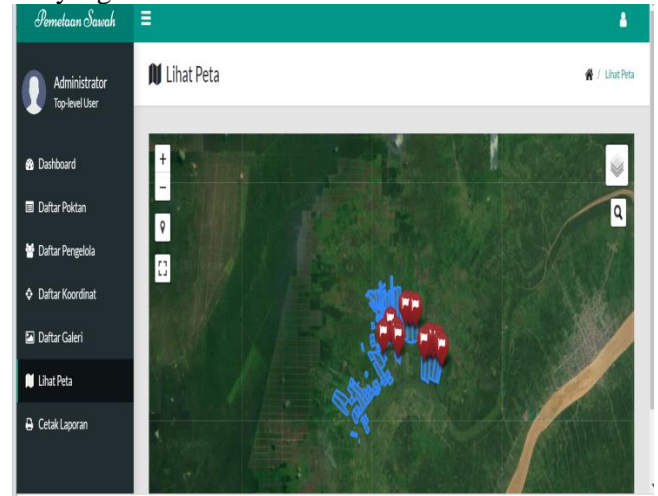 Pemetaan Sawah
Administrator
Top-level User
Dashboard
Daftar Poktan
Daftar Pengelola
Daftar Koordinat
Daftar Galeri
Lihat Peta
Cetak Laporan
Lihat Peta
/ Lihat Peta
+
−